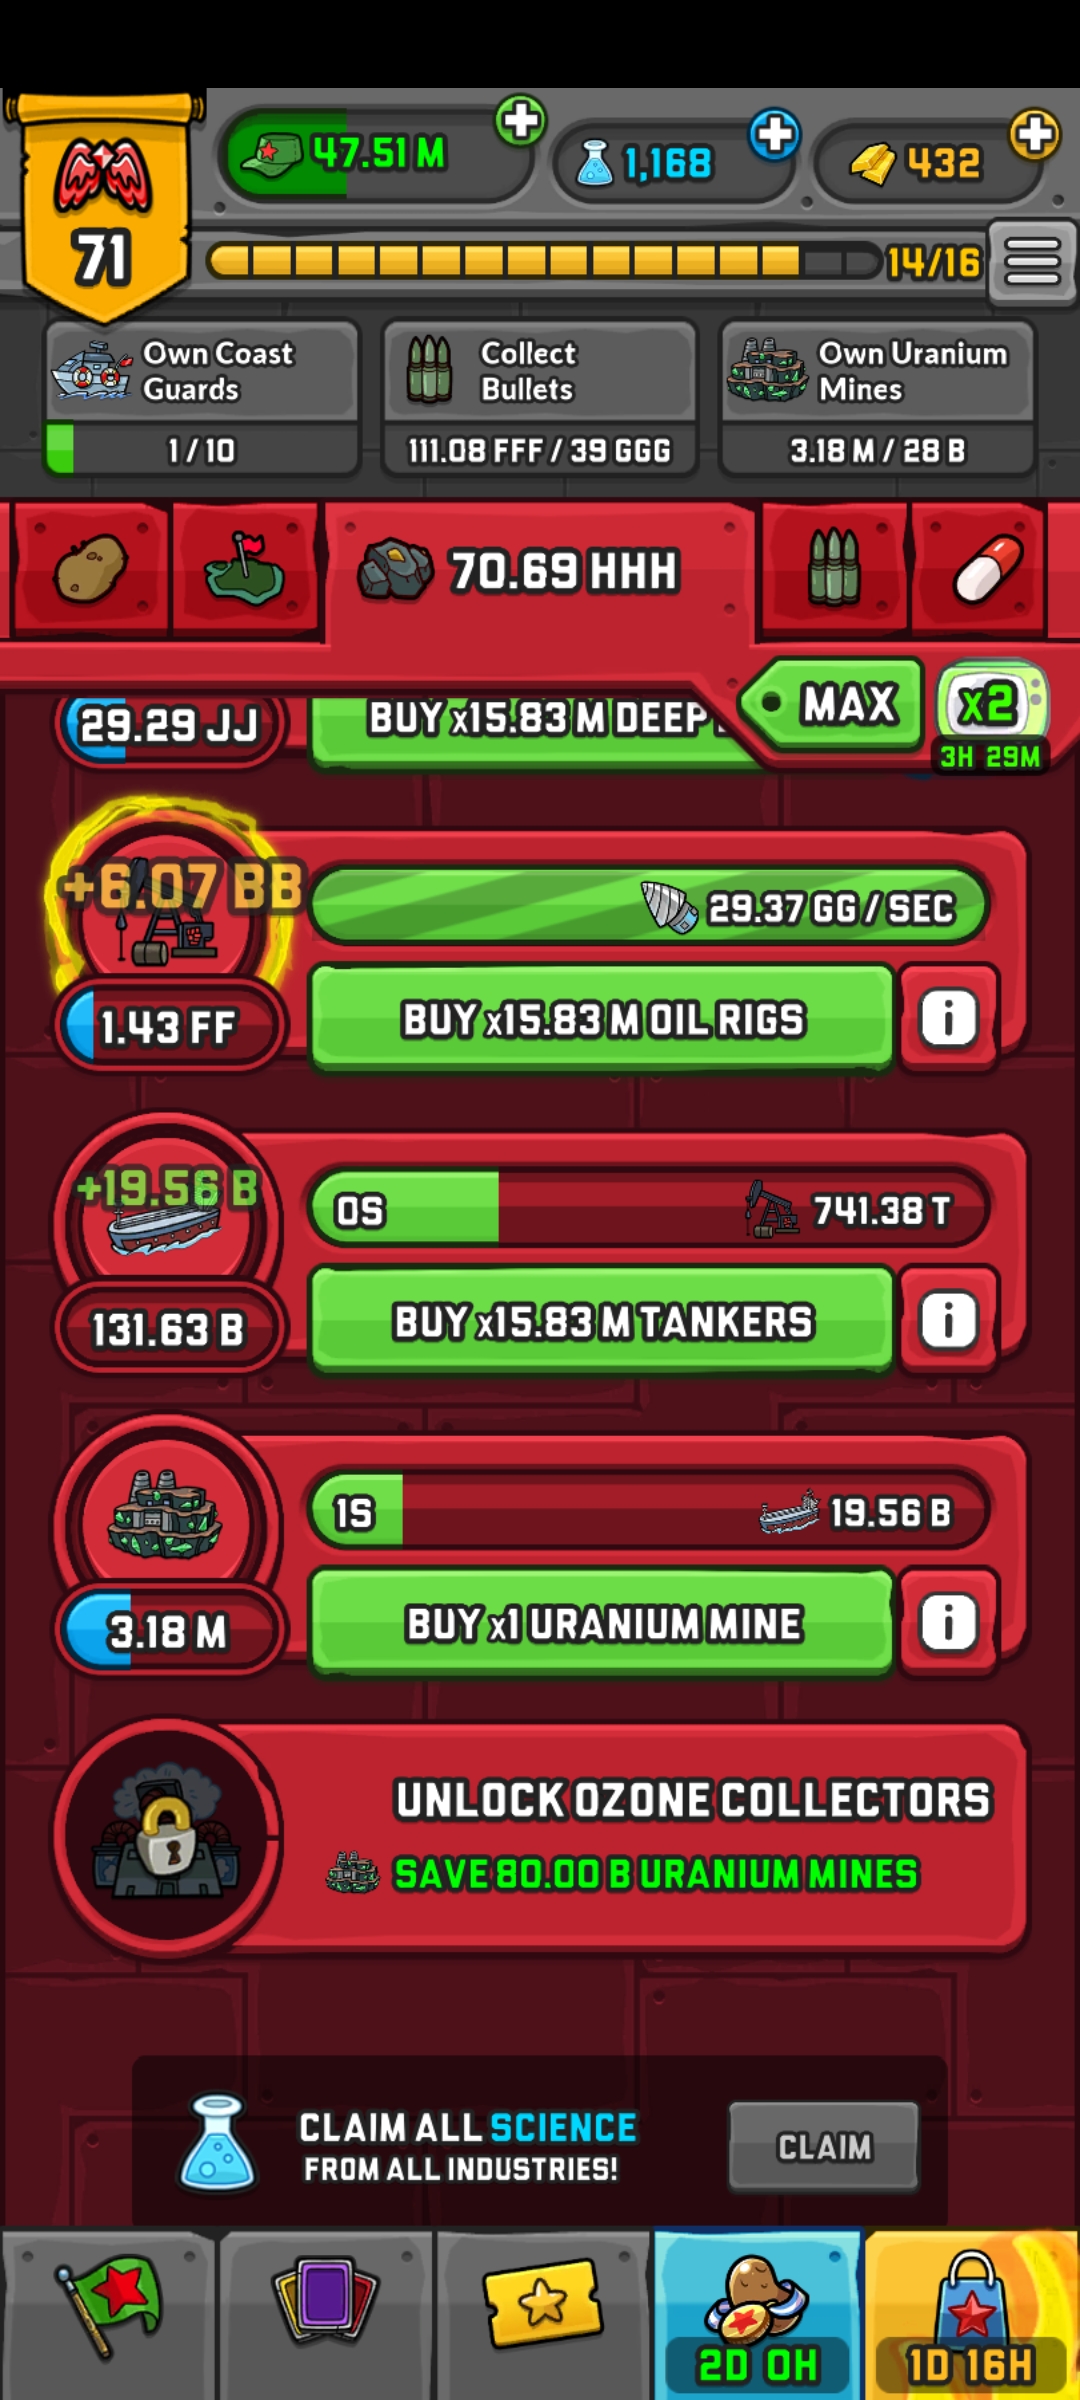 47.51 M
1,168
432
71
14/16
Own Coast
Guards
1 / 10
Collect
Bullets
111.08 FFF / 39 GGG
Own Uranium
Mines
3.18 M / 28 B
70.69 HHH
MAX
x2
3H 29M
29.29 JJ
BUY x15.83 M DEEP
+6.07 BB
29.37 GG / SEC
1.43 FF
BUY x15.83 M OIL RIGS
+19.56 B
0S
741.38 T
131.63 B
BUY x15.83 M TANKERS
1S
19.56 B
3.18 M
BUY x1 URANIUM MINE
UNLOCK OZONE COLLECTORS
SAVE 80.00 B URANIUM MINES
CLAIM ALL SCIENCE
FROM ALL INDUSTRIES!
CLAIM
2D 0H
1D 16H